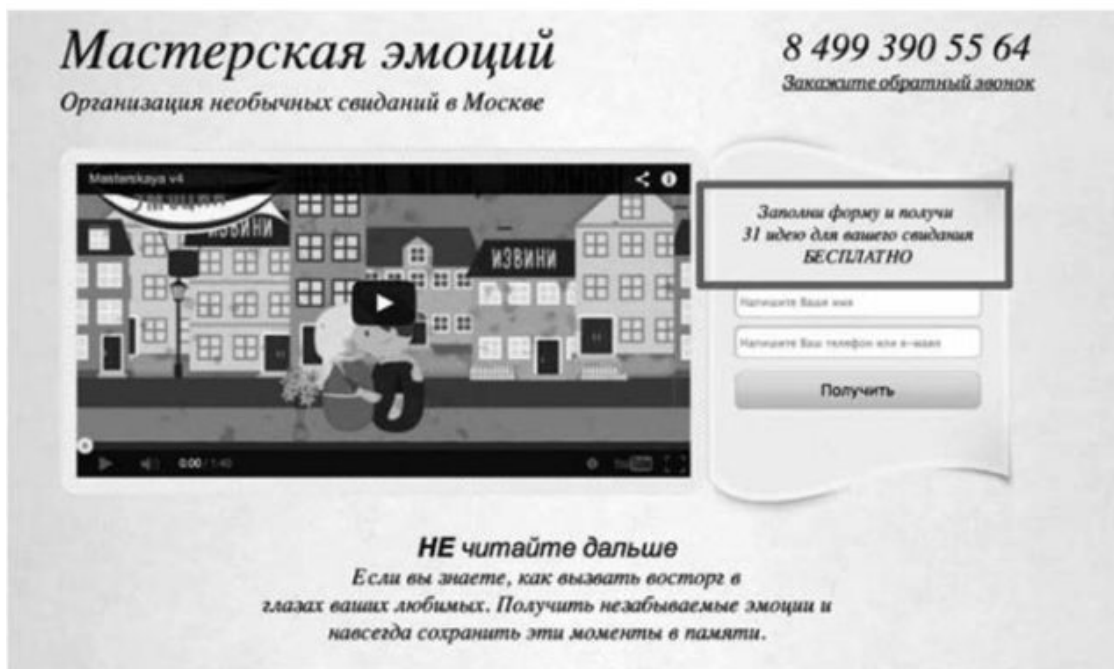 Мастерская эмоций
Организация необычных свиданий в Москве
8 499 390 55 64
Закажите обратный звонок
Masterskaya v4
ИЗВИНИ
ИЗВИНИ
0:00 / 1:40
YouTube
Заполни форму и получи
31 идею для вашего свидания
БЕСПЛАТНО
Напишите Ваше имя
Напишите Ваш телефон или e-маил
Получить
НЕ читайте дальше
Если вы знаете, как вызвать восторг в
глазах ваших любимых. Получить незабываемые эмоции и
навсегда сохранить эти моменты в памяти.